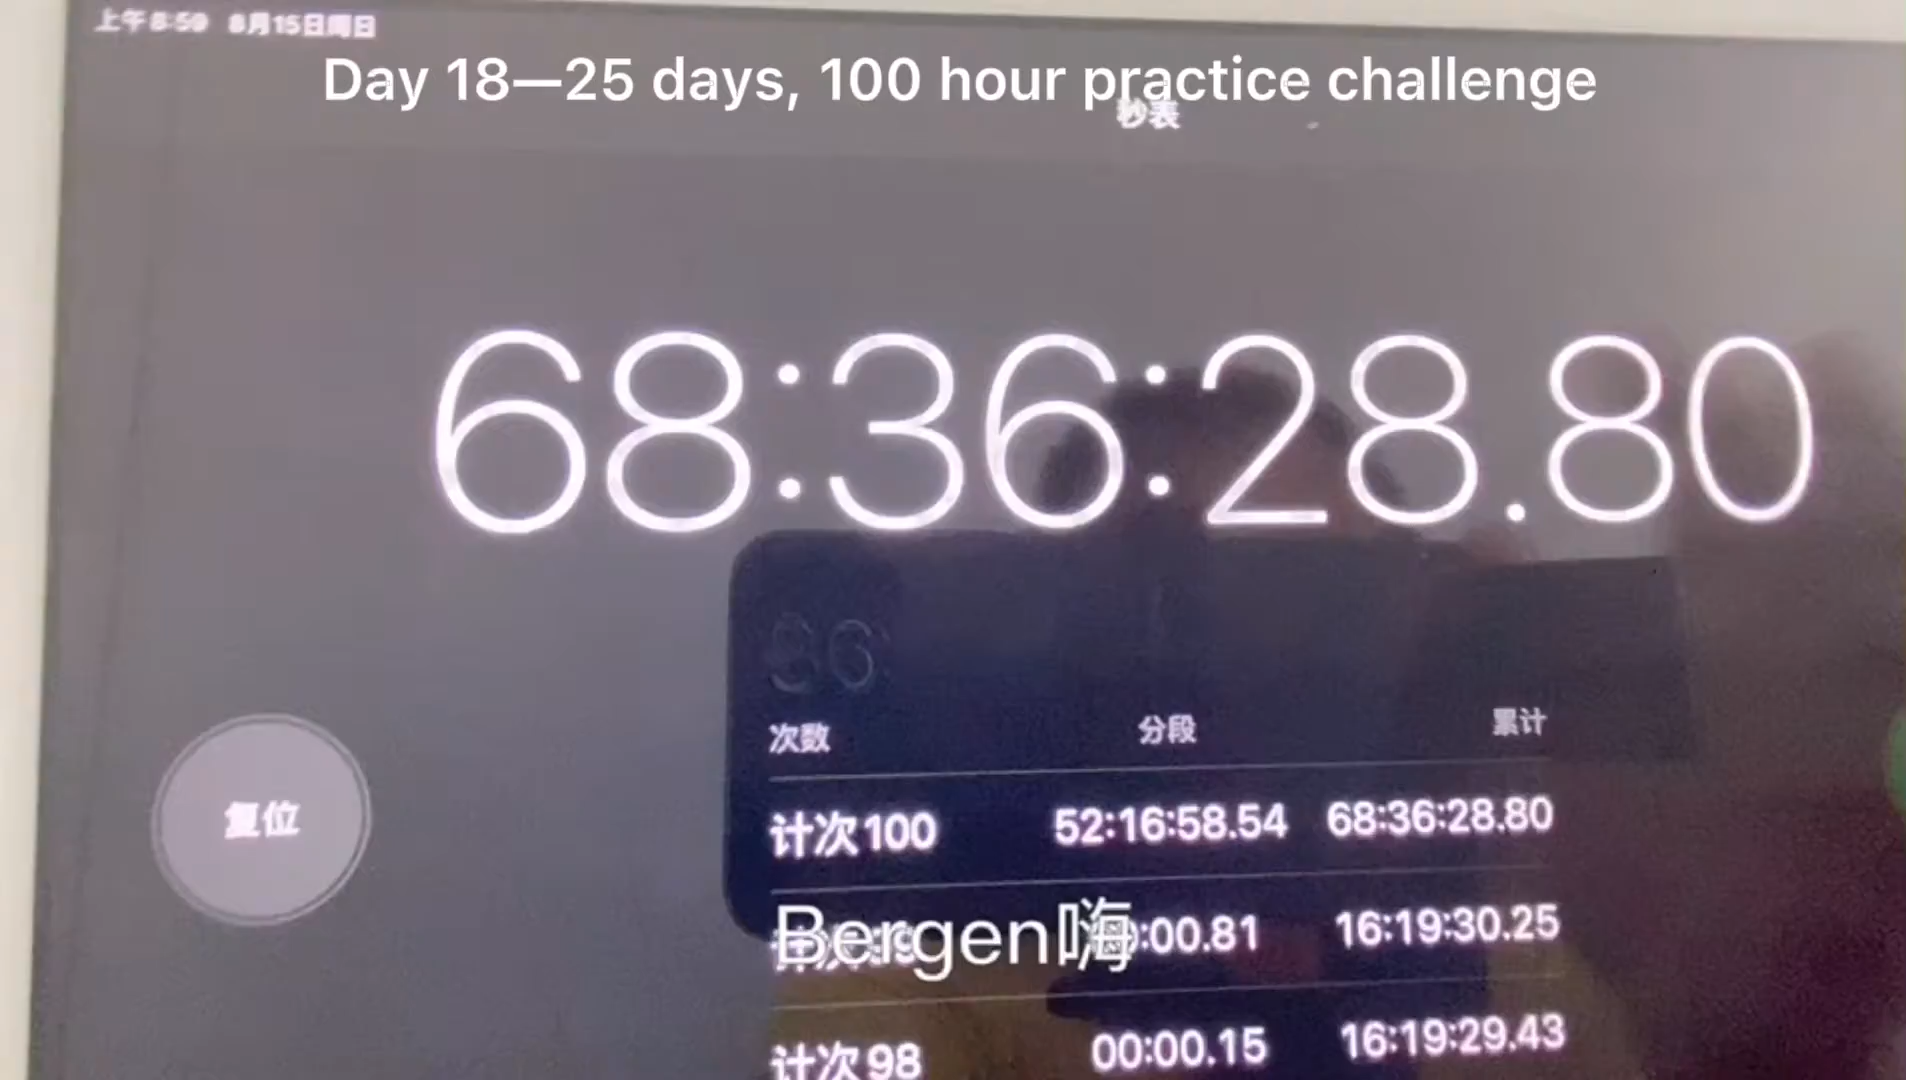 上午8:59 8月15日周日
Day 18—25 days, 100 hour practice challenge
秒表
68:36:28.80
次数 分段 累计
复位
计次100 52:16:58.54 68:36:28.80
Bergen嗨
:00.81 16:19:30.25
计次98 00:00.15 16:19:29.43